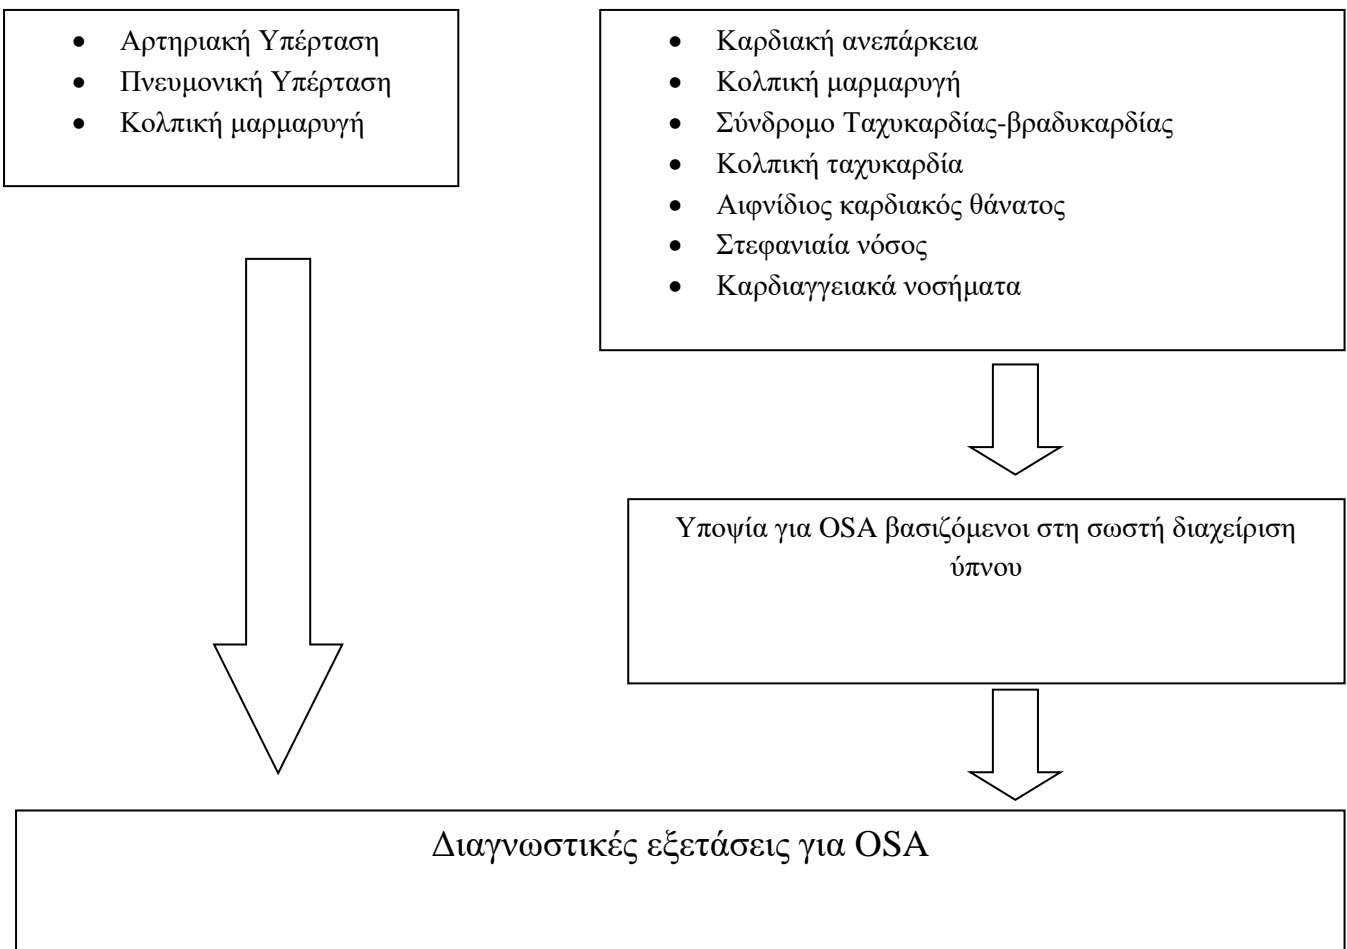 • Αρτηριακή Υπέρταση
• Πνευμονική Υπέρταση
• Κολπική μαρμαρυγή
• Καρδιακή ανεπάρκεια
• Κολπική μαρμαρυγή
• Σύνδρομο Ταχυκαρδίας-βραδυκαρδίας
• Κολπική ταχυκαρδία
• Αιφνίδιος καρδιακός θάνατος
• Στεφανιαία νόσος
• Καρδιαγγειακά νοσήματα
Υποψία για OSA βασιζόμενοι στη σωστή διαχείριση
ύπνου
Διαγνωστικές εξετάσεις για OSA